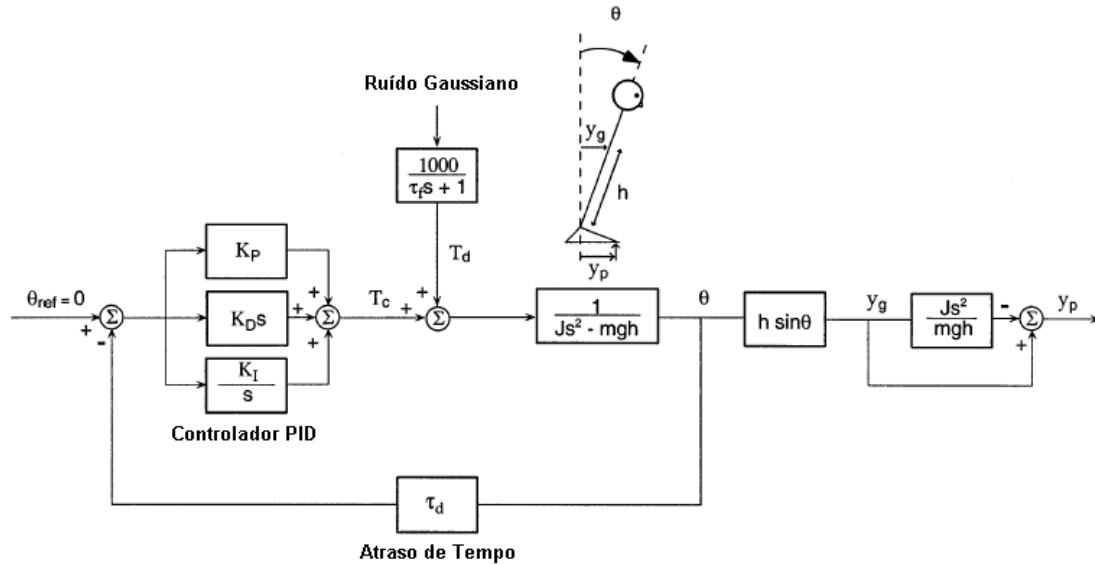 θ
Ruído Gaussiano
y_g
1000
τ_f s + 1
h
y_p
T_d
K_P
θ_ref = 0
Σ
+
-
K_D s
+
+
+
Σ
T_c
+
+
Σ
1
Js² - mgh
θ
h sinθ
y_g
Js²
mgh
-
+
Σ
y_p
K_I
s
Controlador PID
τ_d
Atraso de Tempo